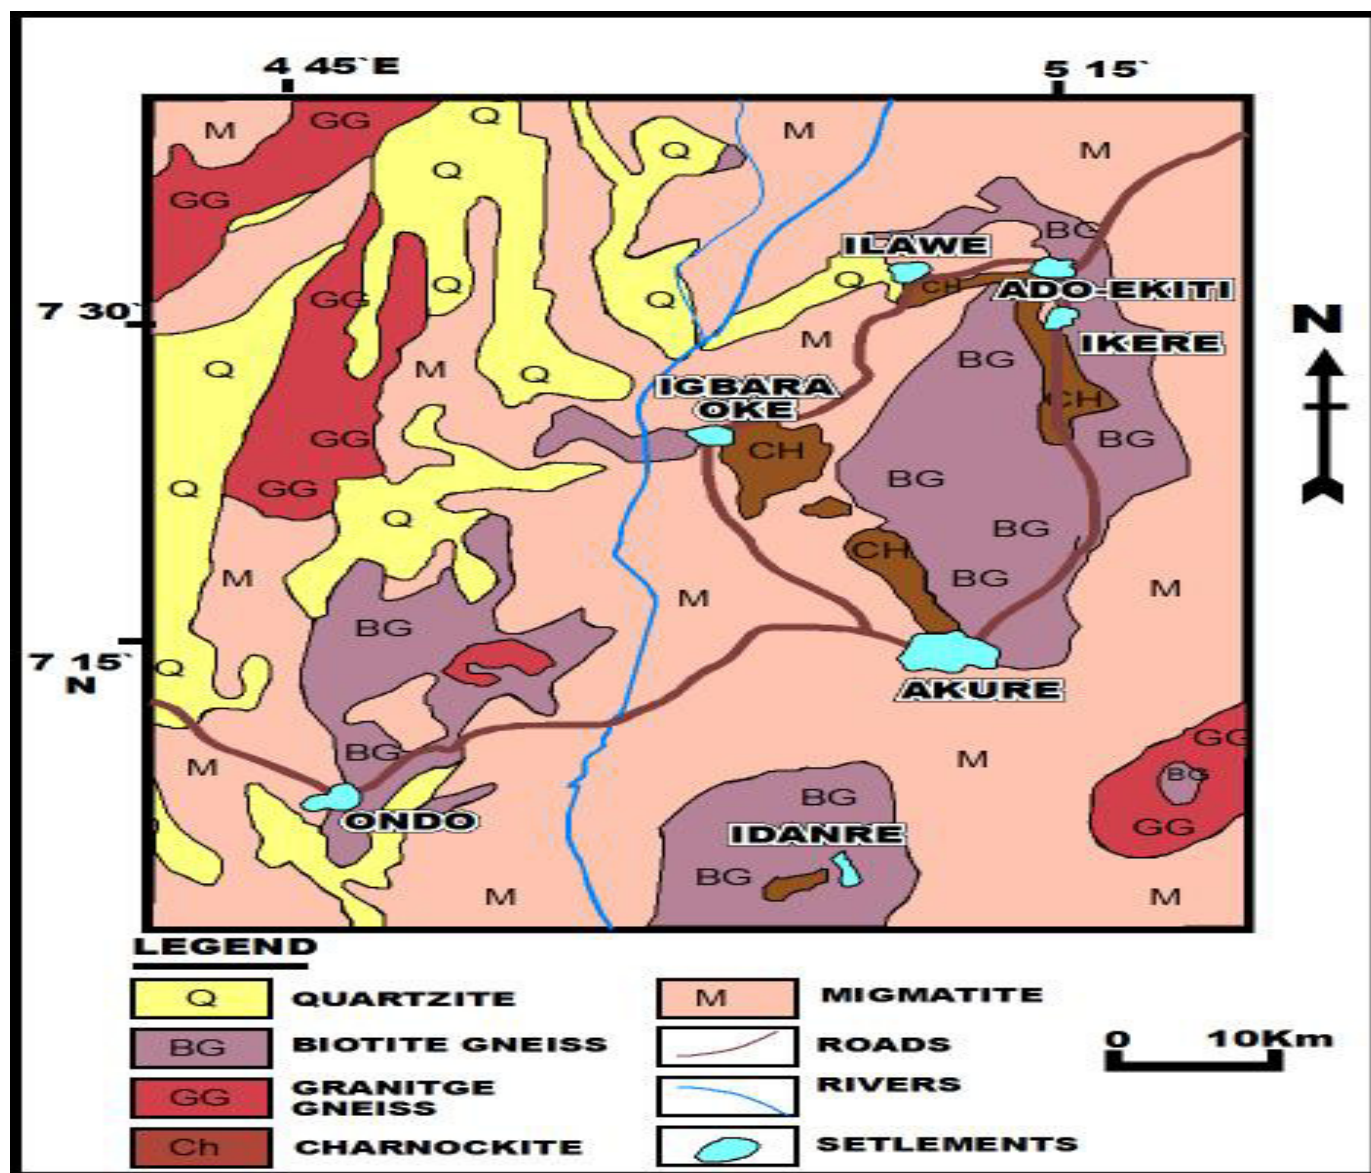 4 45`E
5 15`
M
GG
Q
M
Q
M
Q
GG
BG
ILAWE
Q
CH
ADO-EKITI
Q
GG
Q
7 30`
N
M
IKERE
BG
Q
M
Q
IGBARA
OKE
CH
GG
CH
BG
Q
GG
BG
Q
BG
CH
M
BG
M
M
BG
BG
7 15`
N
Q
AKURE
GG
M
BG
M
BG
BG
GG
ONDO
IDANRE
BG
M
M
LEGEND
Q QUARTZITE
M MIGMATITE
BG BIOTITE GNEISS
ROADS
GG GRANITGE
GNEISS
RIVERS
Ch CHARNOCKITE
SETLEMENTS
0 10Km